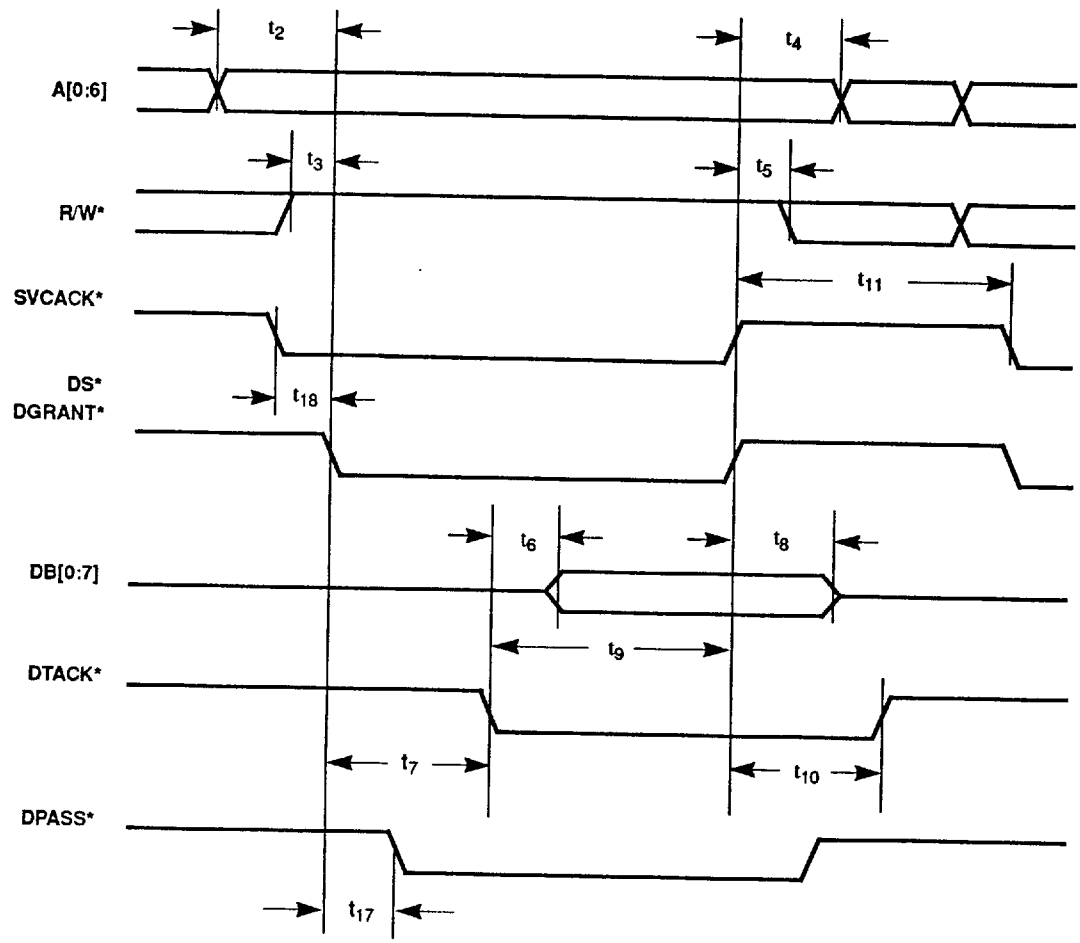 t2
t4
A[0:6]
t3
t5
R/W*
t11
SVCACK*
DS*
t18
DGRANT*
t6
t8
DB[0:7]
t9
DTACK*
t7
t10
DPASS*
t17